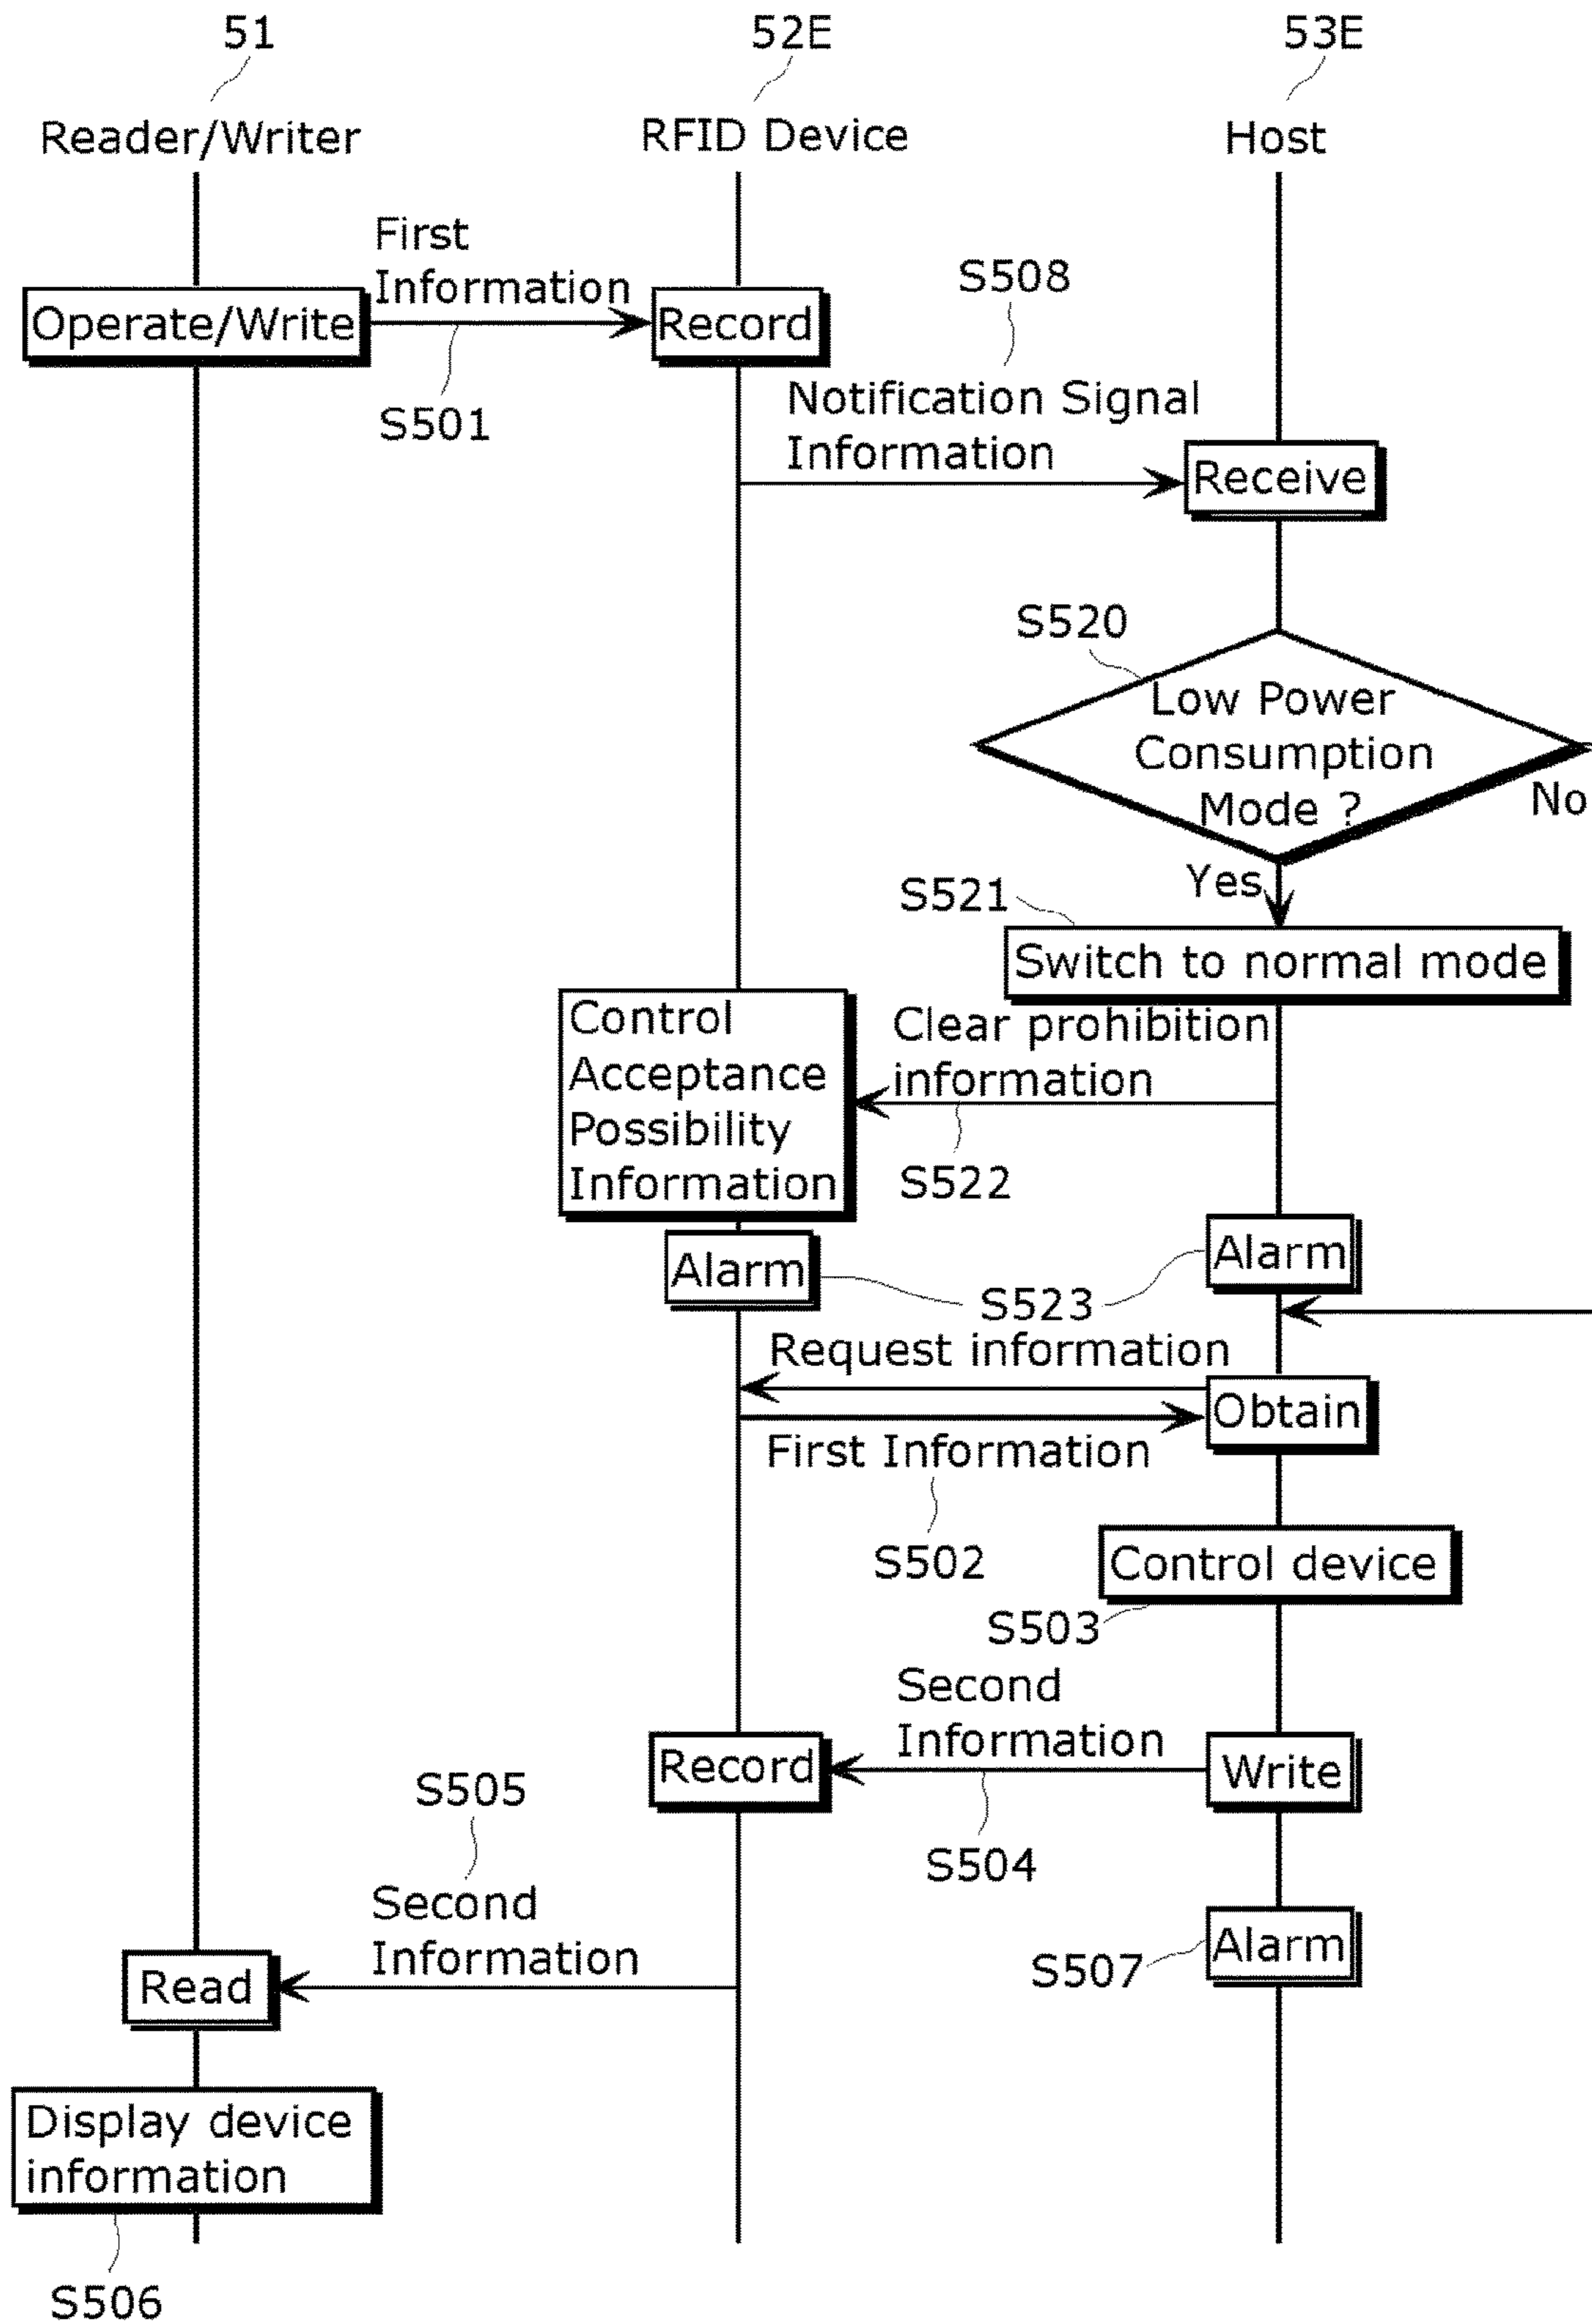 51
52E
53E
Reader/Writer
RFID Device
Host
First
Information
Operate/Write
Record
S501
S508
Notification Signal
Information
Receive
S520
Low Power
Consumption
Mode ?
No
Yes
S521
Switch to normal mode
Control
Acceptance
Possibility
Information
Clear prohibition
information
S522
Alarm
Alarm
S523
Request information
Obtain
First Information
S502
Control device
S503
Second
Information
Record
Write
S504
S505
Second
Information
Alarm
S507
Read
Display device
information
S506